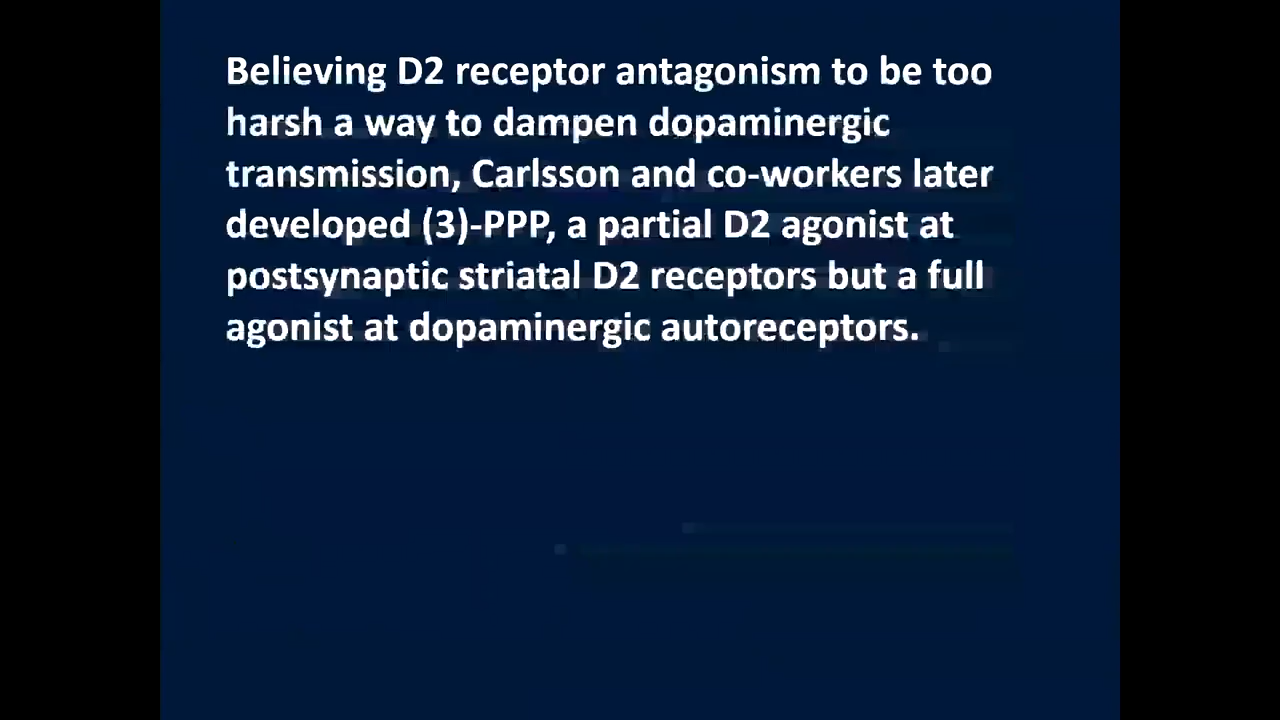 Believing D2 receptor antagonism to be too
harsh a way to dampen dopaminergic
transmission, Carlsson and co-workers later
developed (3)-PPP, a partial D2 agonist at
postsynaptic striatal D2 receptors but a full
agonist at dopaminergic autoreceptors.